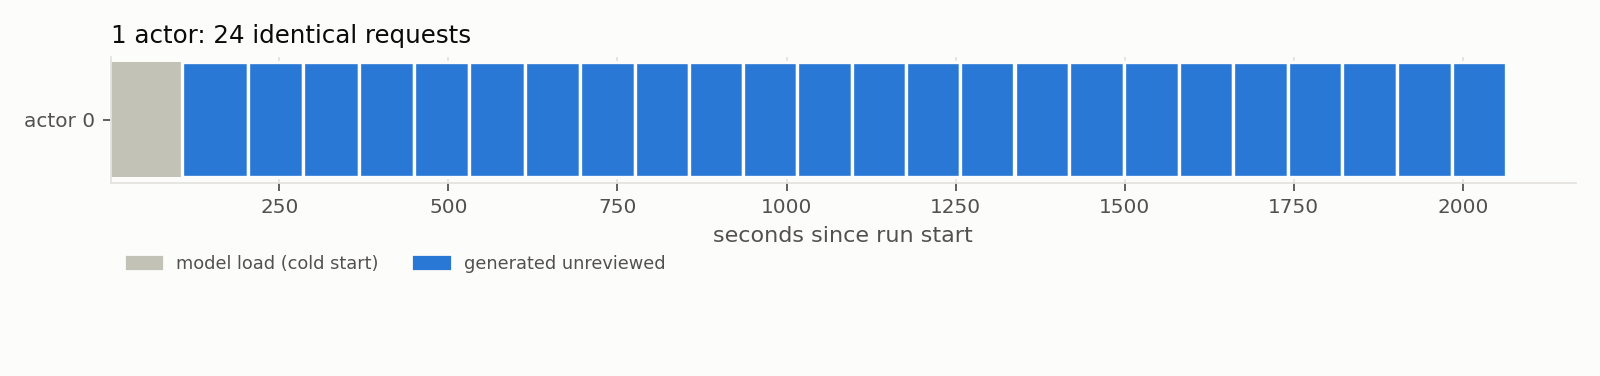 1 actor: 24 identical requests
actor 0
250 500 750 1000 1250 1500 1750 2000
seconds since run start
model load (cold start) generated unreviewed